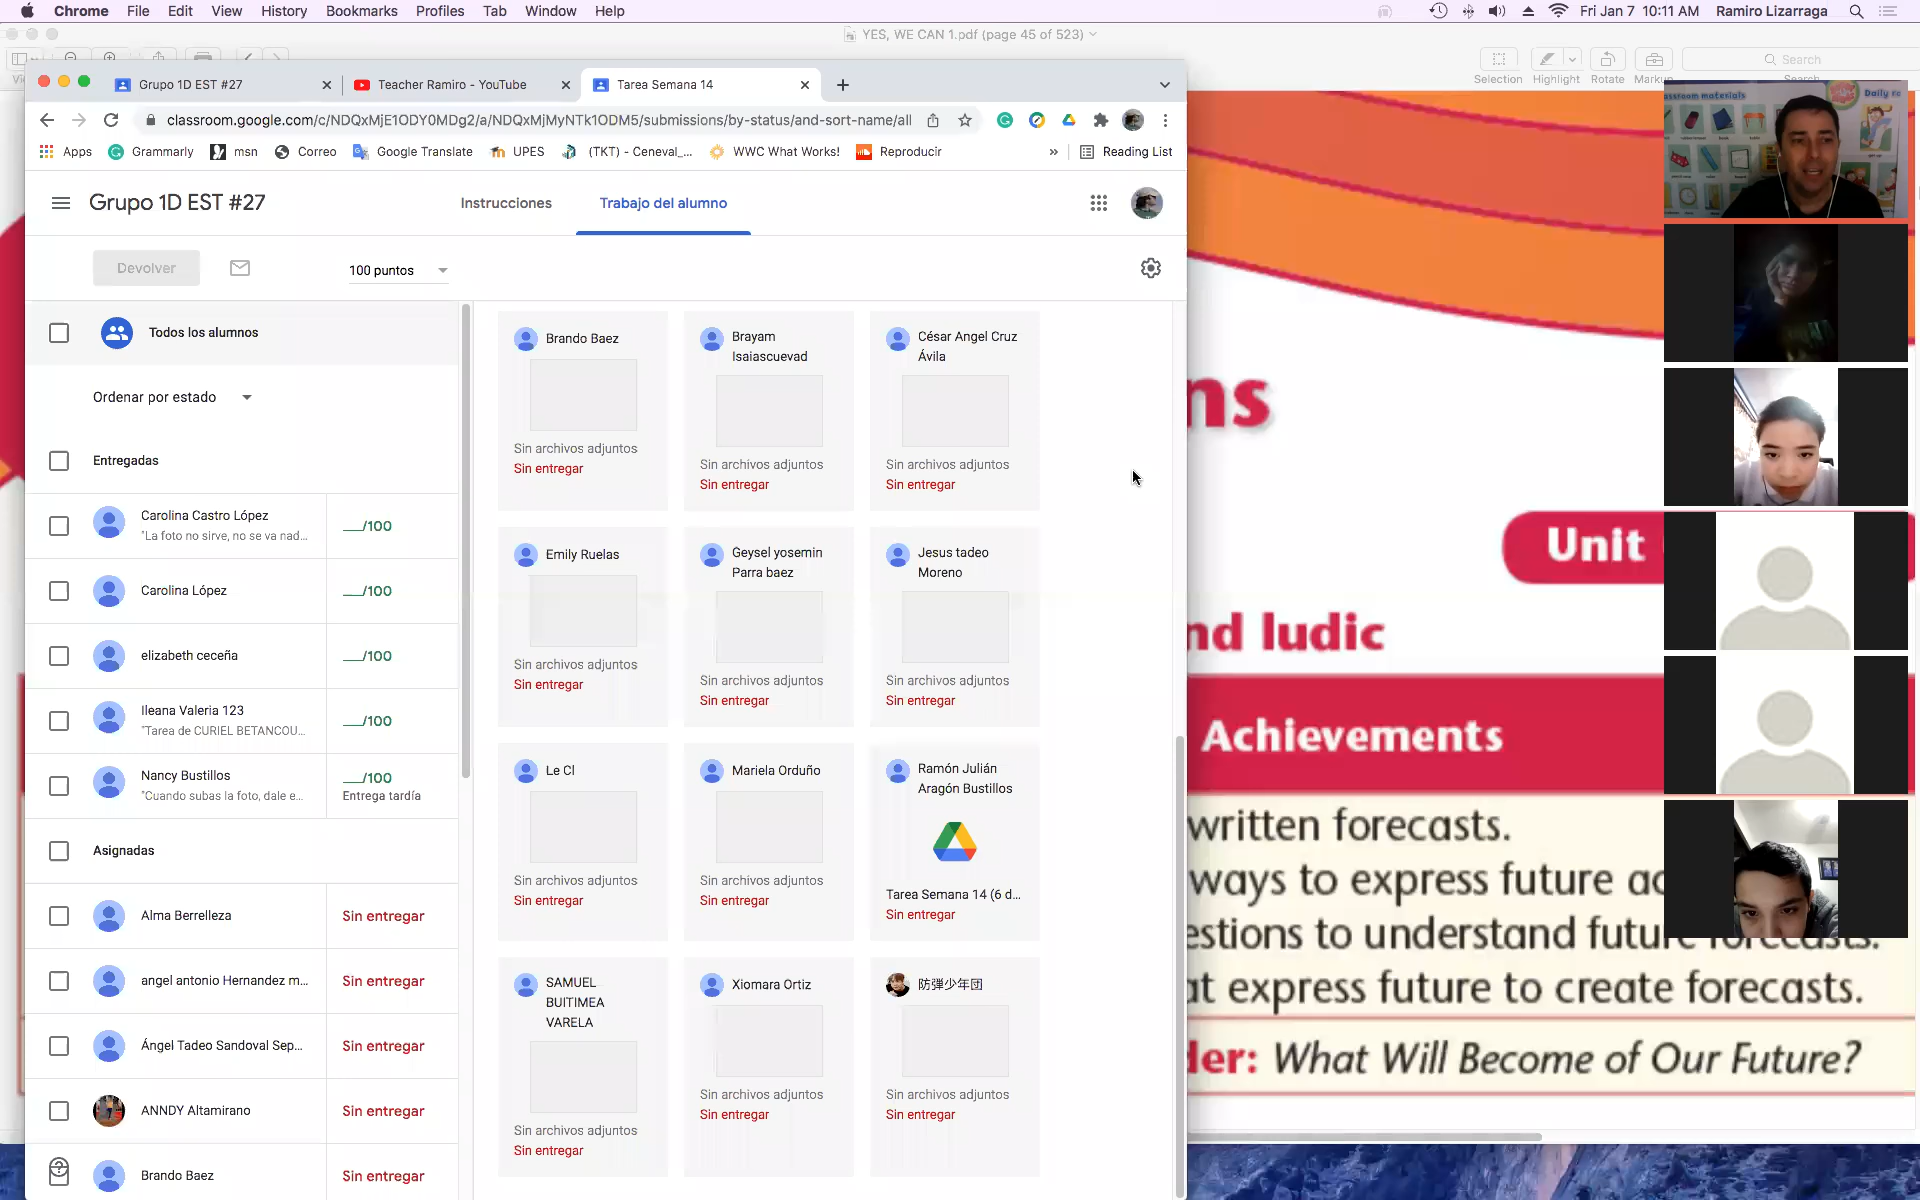 Chrome File Edit View History Bookmarks Profiles Tab Window Help
Fri Jan 7 10:11 AM Ramiro Lizarraga
YES, WE CAN 1.pdf (page 45 of 523)
Search
Selection Highlight Rotate Markup Search
Grupo 1D EST #27
Teacher Ramiro - YouTube
Tarea Semana 14
classroom.google.com/c/NDQxMjE1ODY0MDg2/a/NDQxMjMyNTk1ODM5/submissions/by-status/and-sort-name/all
Apps Grammarly msn Correo Google Translate UPES (TKT) - Ceneval_... WWC What Works! Reproducir » Reading List
Grupo 1D EST #27
Instrucciones
Trabajo del alumno
Devolver
100 puntos
Todos los alumnos
Ordenar por estado
Entregadas
Carolina Castro López
"La foto no sirve, no se va nad...
__/100
Carolina López
__/100
elizabeth ceceña
__/100
Ileana Valeria 123
"Tarea de CURIEL BETANCOU...
__/100
Nancy Bustillos
"Cuando subas la foto, dale e...
__/100
Entrega tardía
Asignadas
Alma Berrelleza
Sin entregar
angel antonio Hernandez m...
Sin entregar
Ángel Tadeo Sandoval Sep...
Sin entregar
ANNDY Altamirano
Sin entregar
Brando Baez
Sin entregar
Brando Baez
Sin archivos adjuntos
Sin entregar
Brayam
Isaiascuevad
Sin archivos adjuntos
Sin entregar
César Angel Cruz
Ávila
Sin archivos adjuntos
Sin entregar
Emily Ruelas
Sin archivos adjuntos
Sin entregar
Geysel yosemin
Parra baez
Sin archivos adjuntos
Sin entregar
Jesus tadeo
Moreno
Sin archivos adjuntos
Sin entregar
Le Cl
Sin archivos adjuntos
Sin entregar
Mariela Orduño
Sin archivos adjuntos
Sin entregar
Ramón Julián
Aragón Bustillos
Tarea Semana 14 (6 d...
Sin entregar
SAMUEL
BUITIMEA
VARELA
Sin archivos adjuntos
Sin entregar
Xiomara Ortiz
Sin archivos adjuntos
Sin entregar
防弾少年団
Sin archivos adjuntos
Sin entregar
ns
Unit
nd ludic
Achievements
written forecasts.
ways to express future ac
estions to understand future forecasts.
at express future to create forecasts.
der: What Will Become of Our Future?
assroom materials
Daily ro